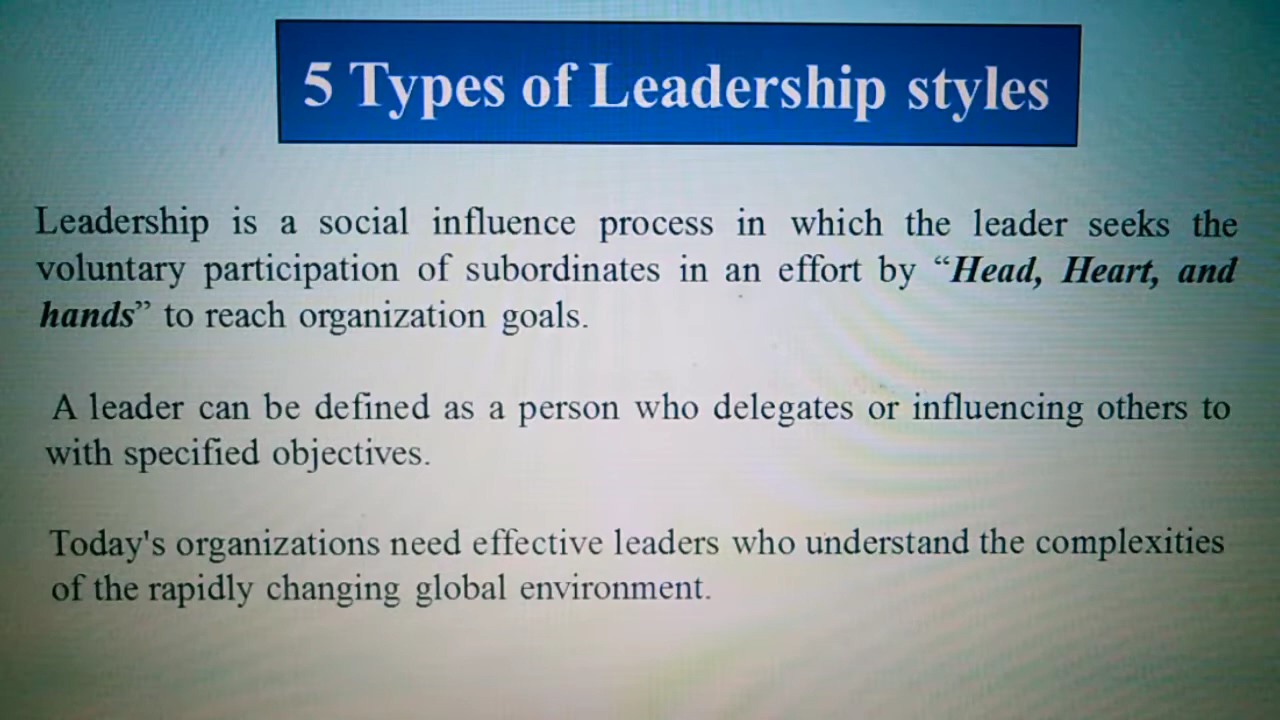 5 Types of Leadership styles
Leadership is a social influence process in which the leader seeks the
voluntary participation of subordinates in an effort by “Head, Heart, and
hands” to reach organization goals.
A leader can be defined as a person who delegates or influencing others to
with specified objectives.
Today's organizations need effective leaders who understand the complexities
of the rapidly changing global environment.